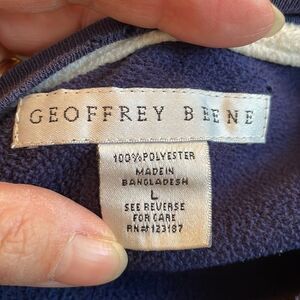 GEOFFREY BEENE
100% POLYESTER
MADE IN
BANGLADESH
L
SEE REVERSE
FOR CARE
RN#123187